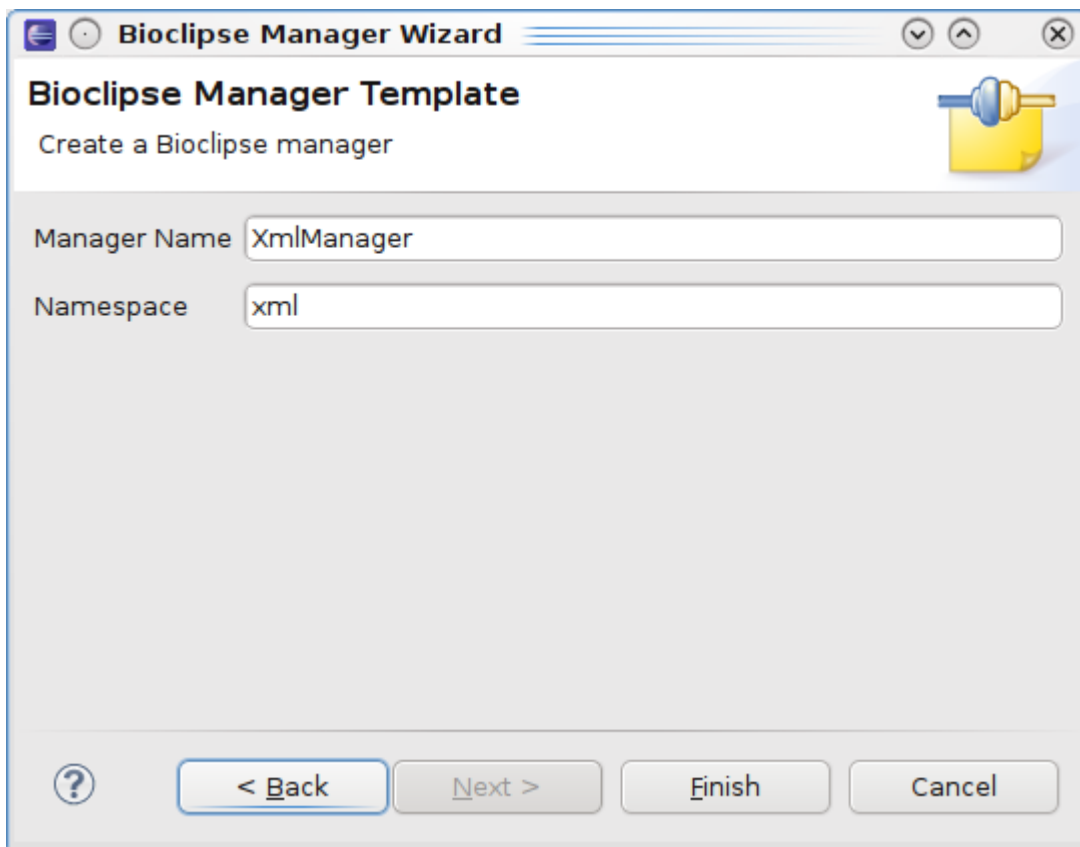 Bioclipse Manager Wizard
Bioclipse Manager Template
Create a Bioclipse manager
Manager Name XmlManager
Namespace xml
? < Back Next > Finish Cancel